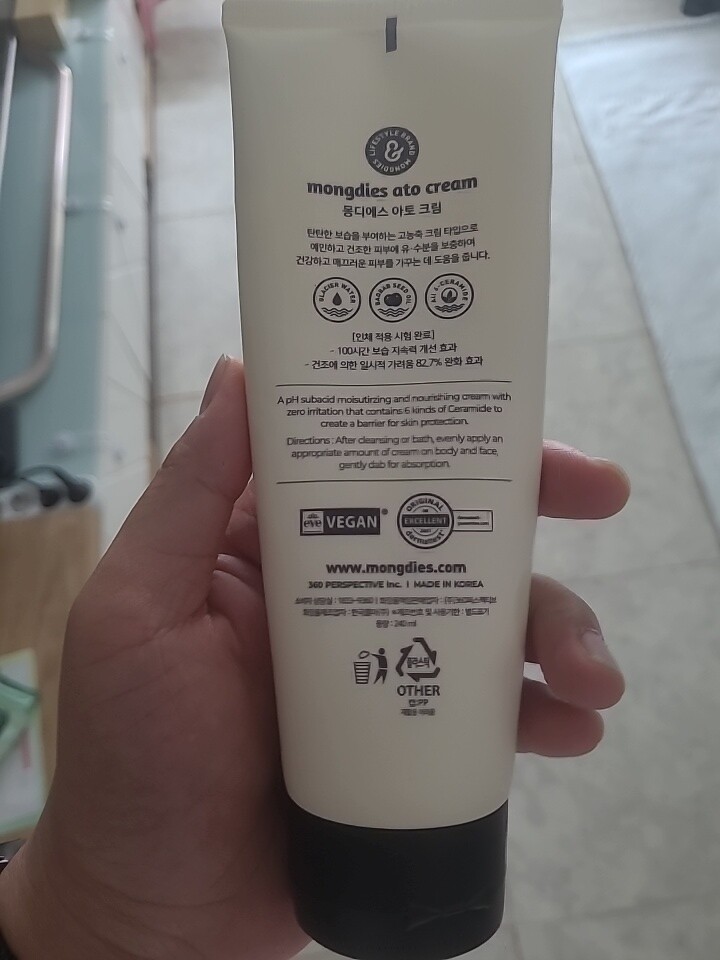 LIFESTYLE BRAND
&
MONGDIES
mongdies ato cream
몽디에스 아토 크림
탄탄한 보습을 부여하는 고농축 크림 타입으로
예민하고 건조한 피부에 유·수분을 보충하여
건강하고 매끄러운 피부를 가꾸는 데 도움을 줍니다.
GLACIER WATER
BAOBAB SEED OIL
All 6-CERAMIDE
[인체 적용 시험 완료]
- 100시간 보습 지속력 개선 효과
- 건조에 의한 일시적 가려움 82.7% 완화 효과
A pH subacid moisutirzing and nourishing cream with
zero irritation that contains 6 kinds of Ceramide to
create a barrier for skin protection.
Directions : After cleansing or bath, evenly apply an
appropriate amount of cream on body and face,
gently dab for absorption.
eve VEGAN®
ORIGINAL
EXCELLENT
dermatest®
www.mongdies.com
360 PERSPECTIVE Inc. I MADE IN KOREA
소비자 상담실 :
용량 : 240 ml
플라스틱
OTHER
캡:PP